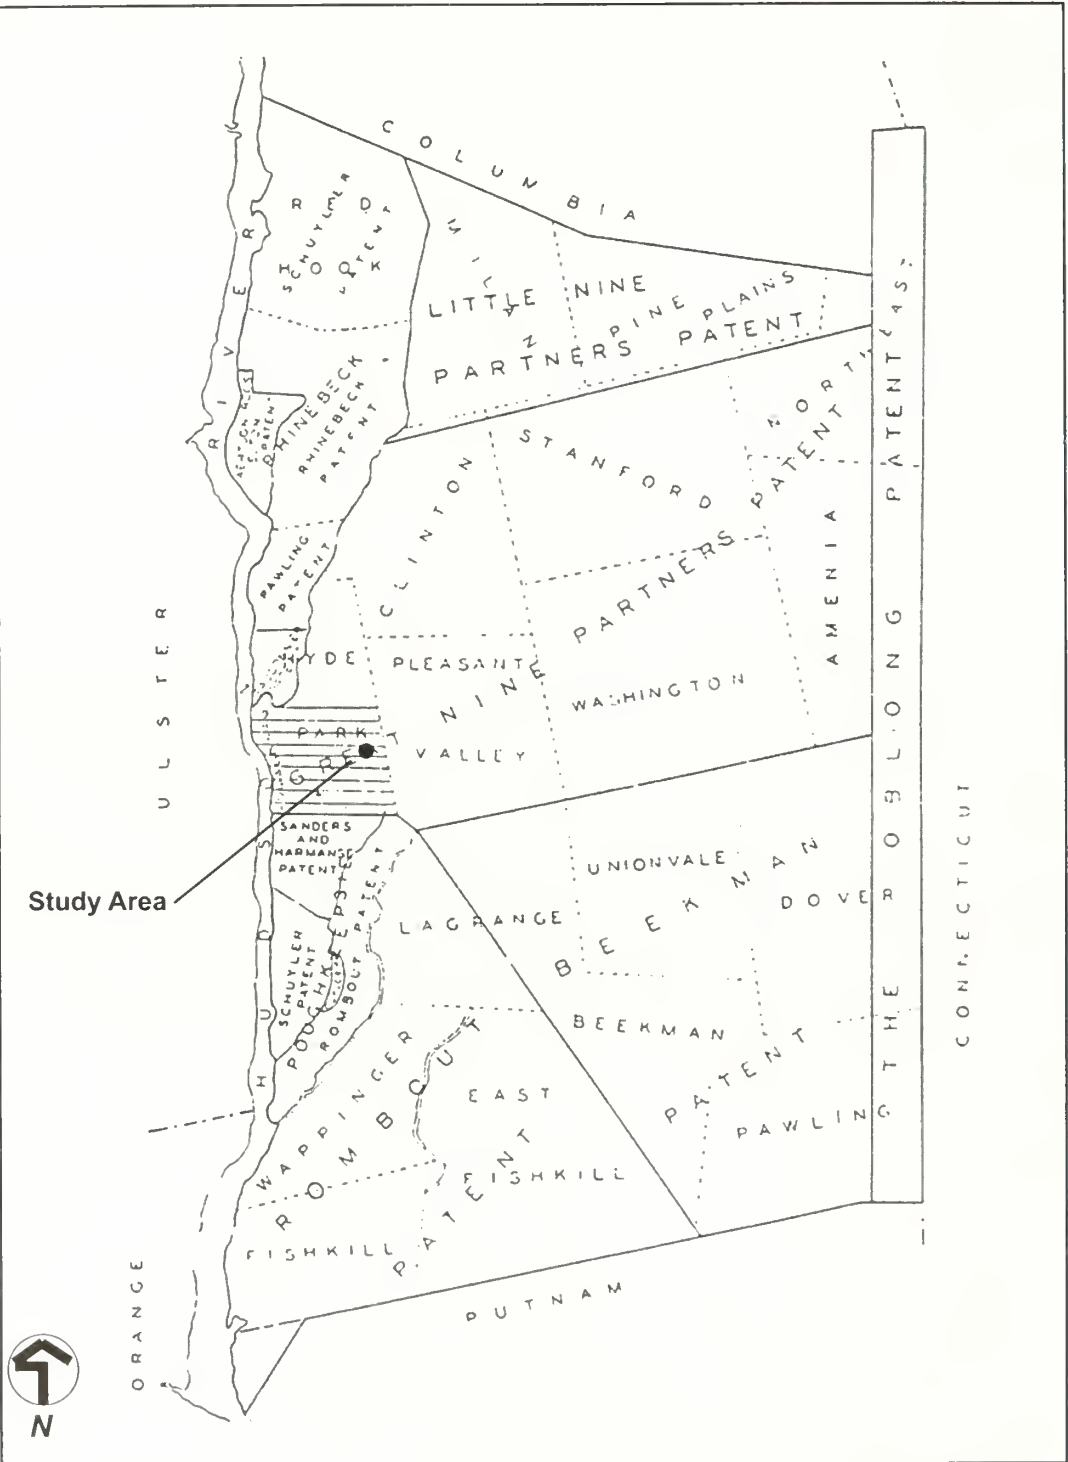 COLUMBIA
RED
HOOK
SCHUYLER
PATENT
MILAN
LITTLE NINE
PARTNERS PATENT
PINE PLAINS
RHINEBECK
RHINEBECK
PATENT
STANFORD
CLINTON
NORTH
PAWLING
PATENT
AMENIA
HYDE
PARK
PLEASANT
VALLEY
WASHINGTON
GREAT NINE PARTNERS PATENT
THE OBLONG PATENT
ULSTER
HUDSON RIVER
CONNECTICUT
SANDERS
AND
HARMANSE
PATENT
Study Area
UNIONVALE
DOVER
LAGRANGE
BEEKMAN PATENT
BEEKMAN
SCHUYLER
PATENT
POUGHKEEPSIE
ROMBOUT PATENT
WAPPINGER
ROMBOUT PATENT
EAST
FISHKILL
PAWLING
FISHKILL
PUTNAM
ORANGE
N